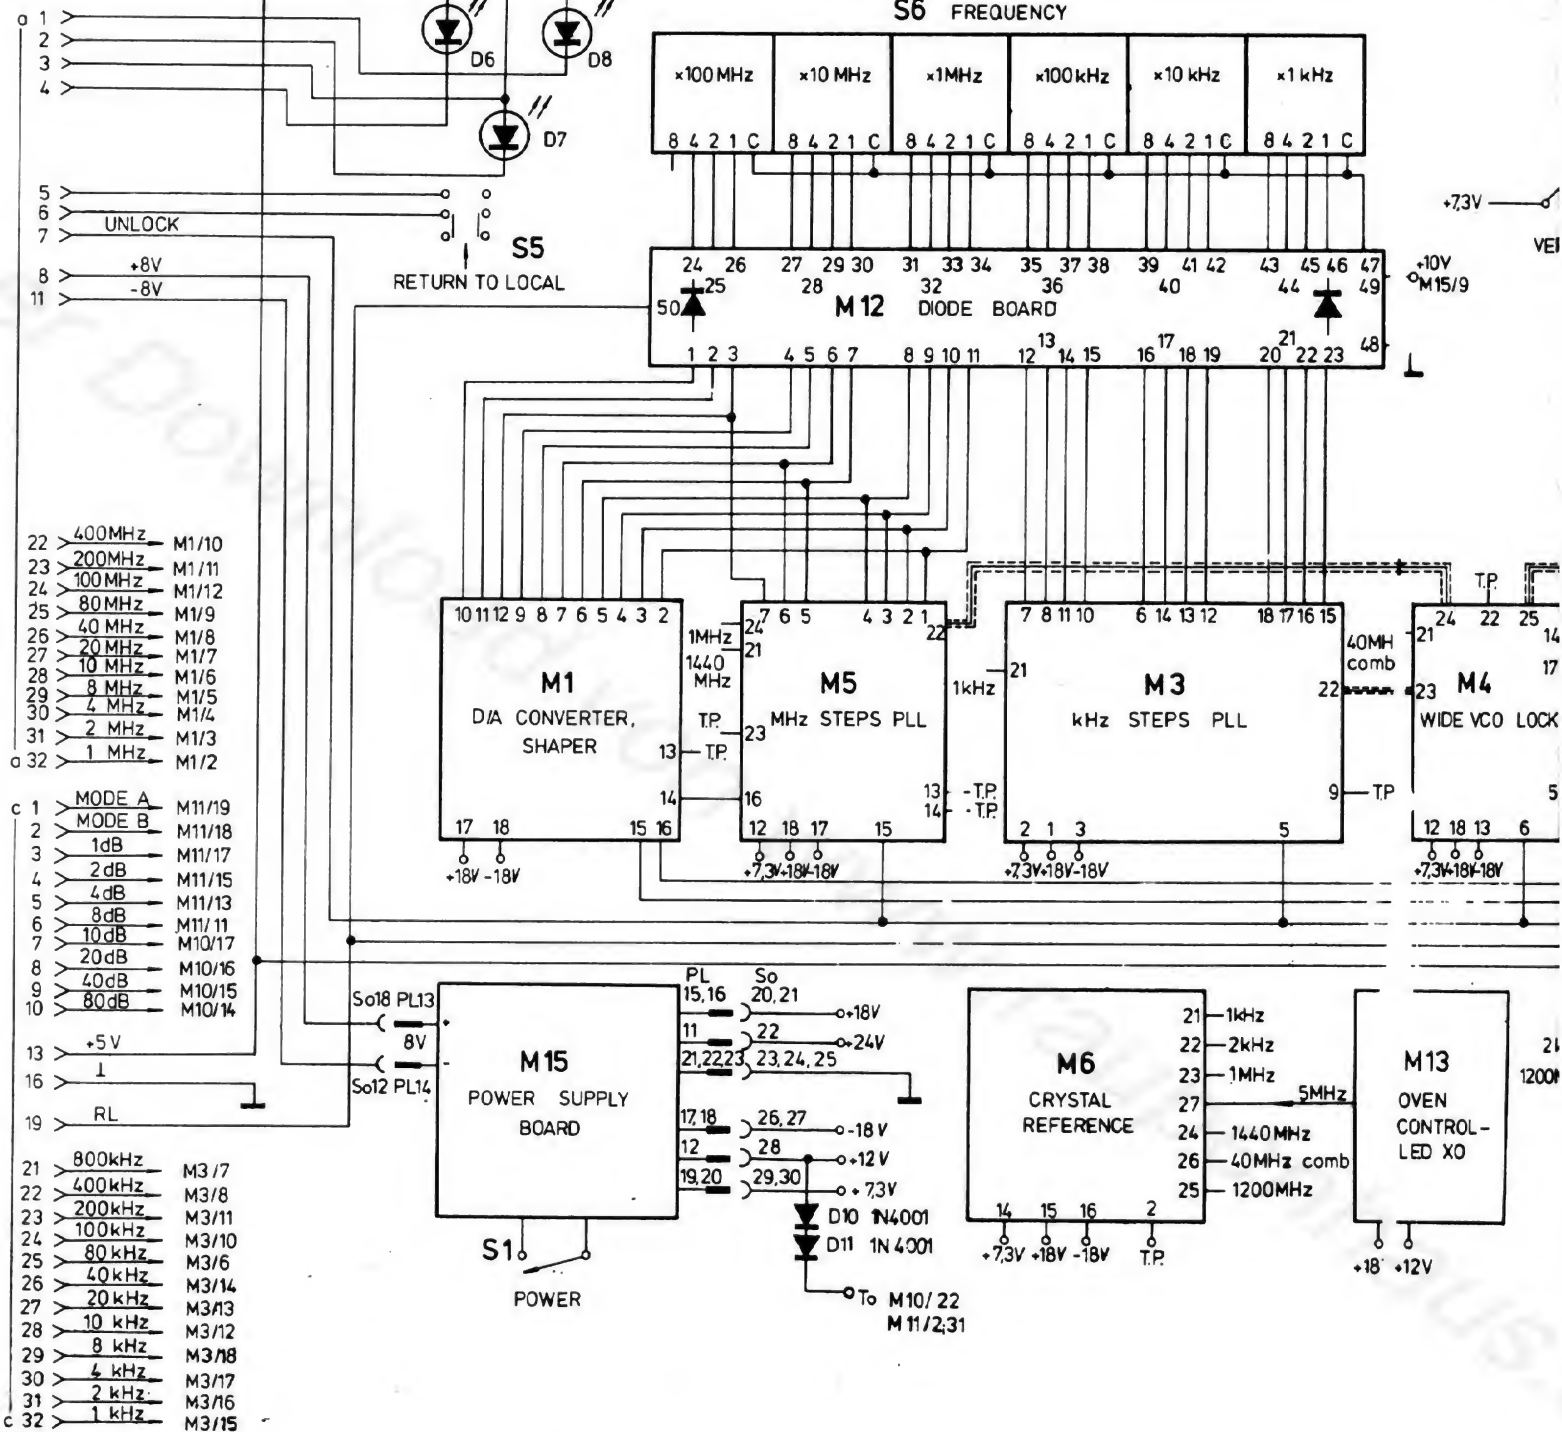 S6 FREQUENCY
×100 MHz ×10 MHz ×1MHz ×100kHz ×10 kHz ×1 kHz
8 4 2 1 C 8 4 2 1 C 8 4 2 1 C 8 4 2 1 C 8 4 2 1 C 8 4 2 1 C
a 1
2
3
4
D6
D8
D7
5
6
7 UNLOCK
S5
RETURN TO LOCAL
8 +8V
11 -8V
+7,3V
24 26 27 29 30 31 33 34 35 37 38 39 41 42 43 45 46 47
25 28 32 36 40 44 49
50
M12 DIODE BOARD
48
1 2 3 4 5 6 7 8 9 10 11 12 13 14 15 16 17 18 19 20 21 22 23
+10V
M15/9
22 400MHz M1/10
23 200MHz M1/11
24 100MHz M1/12
25 80MHz M1/9
26 40 MHz M1/8
27 20MHz M1/7
28 10 MHz M1/6
29 8 MHz M1/5
30 4 MHz M1/4
31 2 MHz M1/3
a 32 1 MHz M1/2
c 1 MODE A M11/19
2 MODE B M11/18
3 1dB M11/17
4 2dB M11/15
5 4dB M11/13
6 8dB M11/11
7 10dB M10/17
8 20dB M10/16
9 40dB M10/15
10 80dB M10/14
13 +5V
16
19 RL
21 800kHz M3/7
22 400kHz M3/8
23 200kHz M3/11
24 100kHz M3/10
25 80kHz M3/6
26 40kHz M3/14
27 20kHz M3/13
28 10 kHz M3/12
29 8 kHz M3/18
30 4 kHz M3/17
31 2 kHz M3/16
c 32 1 kHz M3/15
10 11 12 9 8 7 6 5 4 3 2
M1
D/A CONVERTER,
SHAPER
13 T.P.
14
17 18 15 16
+18V -18V
7 6 5 4 3 2 1
1MHz 24
21
1440 MHz
T.P. 23
22
M5
MHz STEPS PLL
16
13 T.P.
14 T.P.
12 18 17 15
+7,3V +18V -18V
7 8 11 10 6 14 13 12 18 17 16 15
1kHz 21
M3
kHz STEPS PLL
22
9 T.P
2 1 3 5
+7,3V +18V -18V
40MH
comb
T.P.
24 22 25
21
14
17
23
M4
WIDE VCO LOCK
5
12 18 13 6
+7,3V +18V -18V
So18 PL13
+
8V
-
So12 PL14
M15
POWER SUPPLY
BOARD
PL So
15,16 20,21 +18V
11 22 +24V
21,22,23 23,24,25
17,18 26,27 -18V
12 28 +12V
19,20 29,30 +7,3V
D10 1N4001
D11 1N4001
To M10/22
M11/2;31
S1
POWER
M6
CRYSTAL
REFERENCE
21 1kHz
22 2kHz
23 1MHz
27 5MHz
24 1440MHz
26 40MHz comb
25 1200MHz
14 15 16 2
+7,3V +18V -18V T.P.
M13
OVEN
CONTROL-
LED XO
+18 +12V